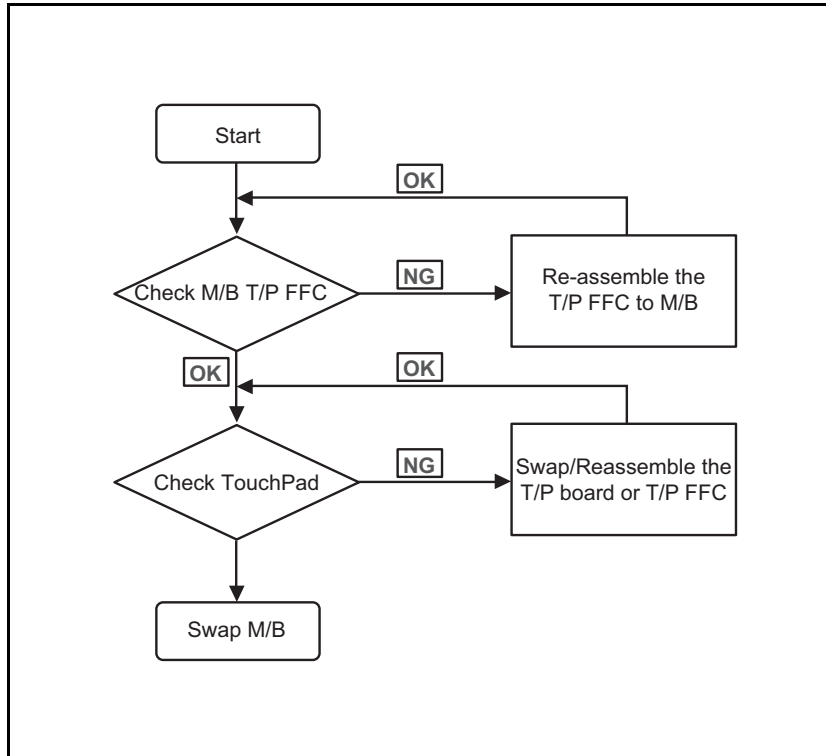 Start
OK
Check M/B T/P FFC
NG
Re-assemble the
T/P FFC to M/B
OK
OK
Check TouchPad
NG
Swap/Reassemble the
T/P board or T/P FFC
Swap M/B